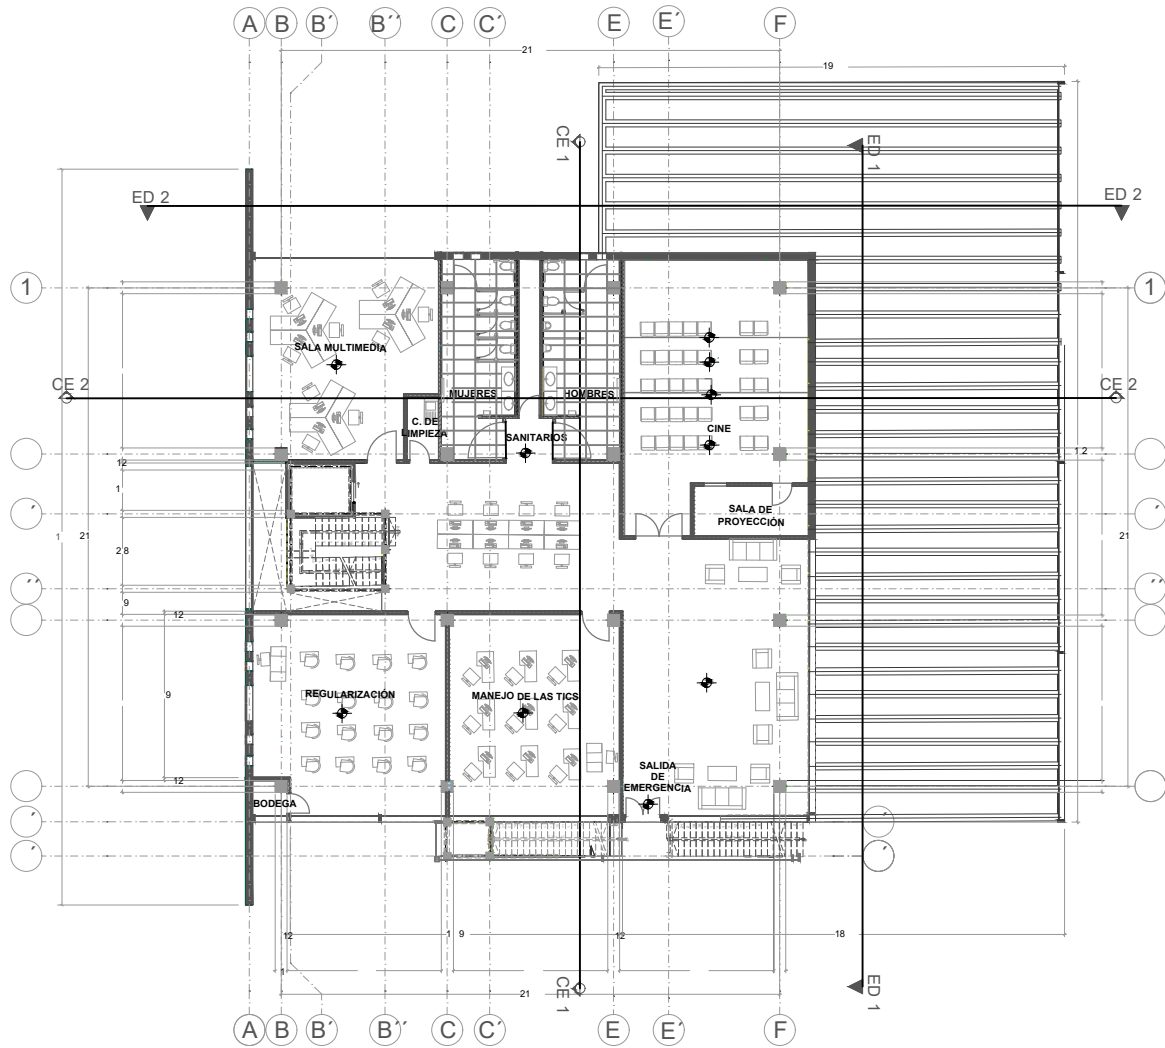 A B B´ B´´ C C´ E E´ F
21
19
CE 1
ED 1
ED 2
ED 2
1
1
SALA MULTIMEDIA
CE 2
CE 2
MUJERES
HOMBRES
C. DE
LIMPIEZA
SANITARIOS
CINE
12
12
1
´
´
SALA DE
PROYECCIÓN
1
21
2 8
21
´´
´´
9
12
9
REGULARIZACIÓN
MANEJO DE LAS TICS
SALIDA
DE
EMERGENCIA
12
BODEGA
´
´
´
´
12
1
9
12
18
1
21
CE 1
ED 1
A B B´ B´´ C C´ E E´ F